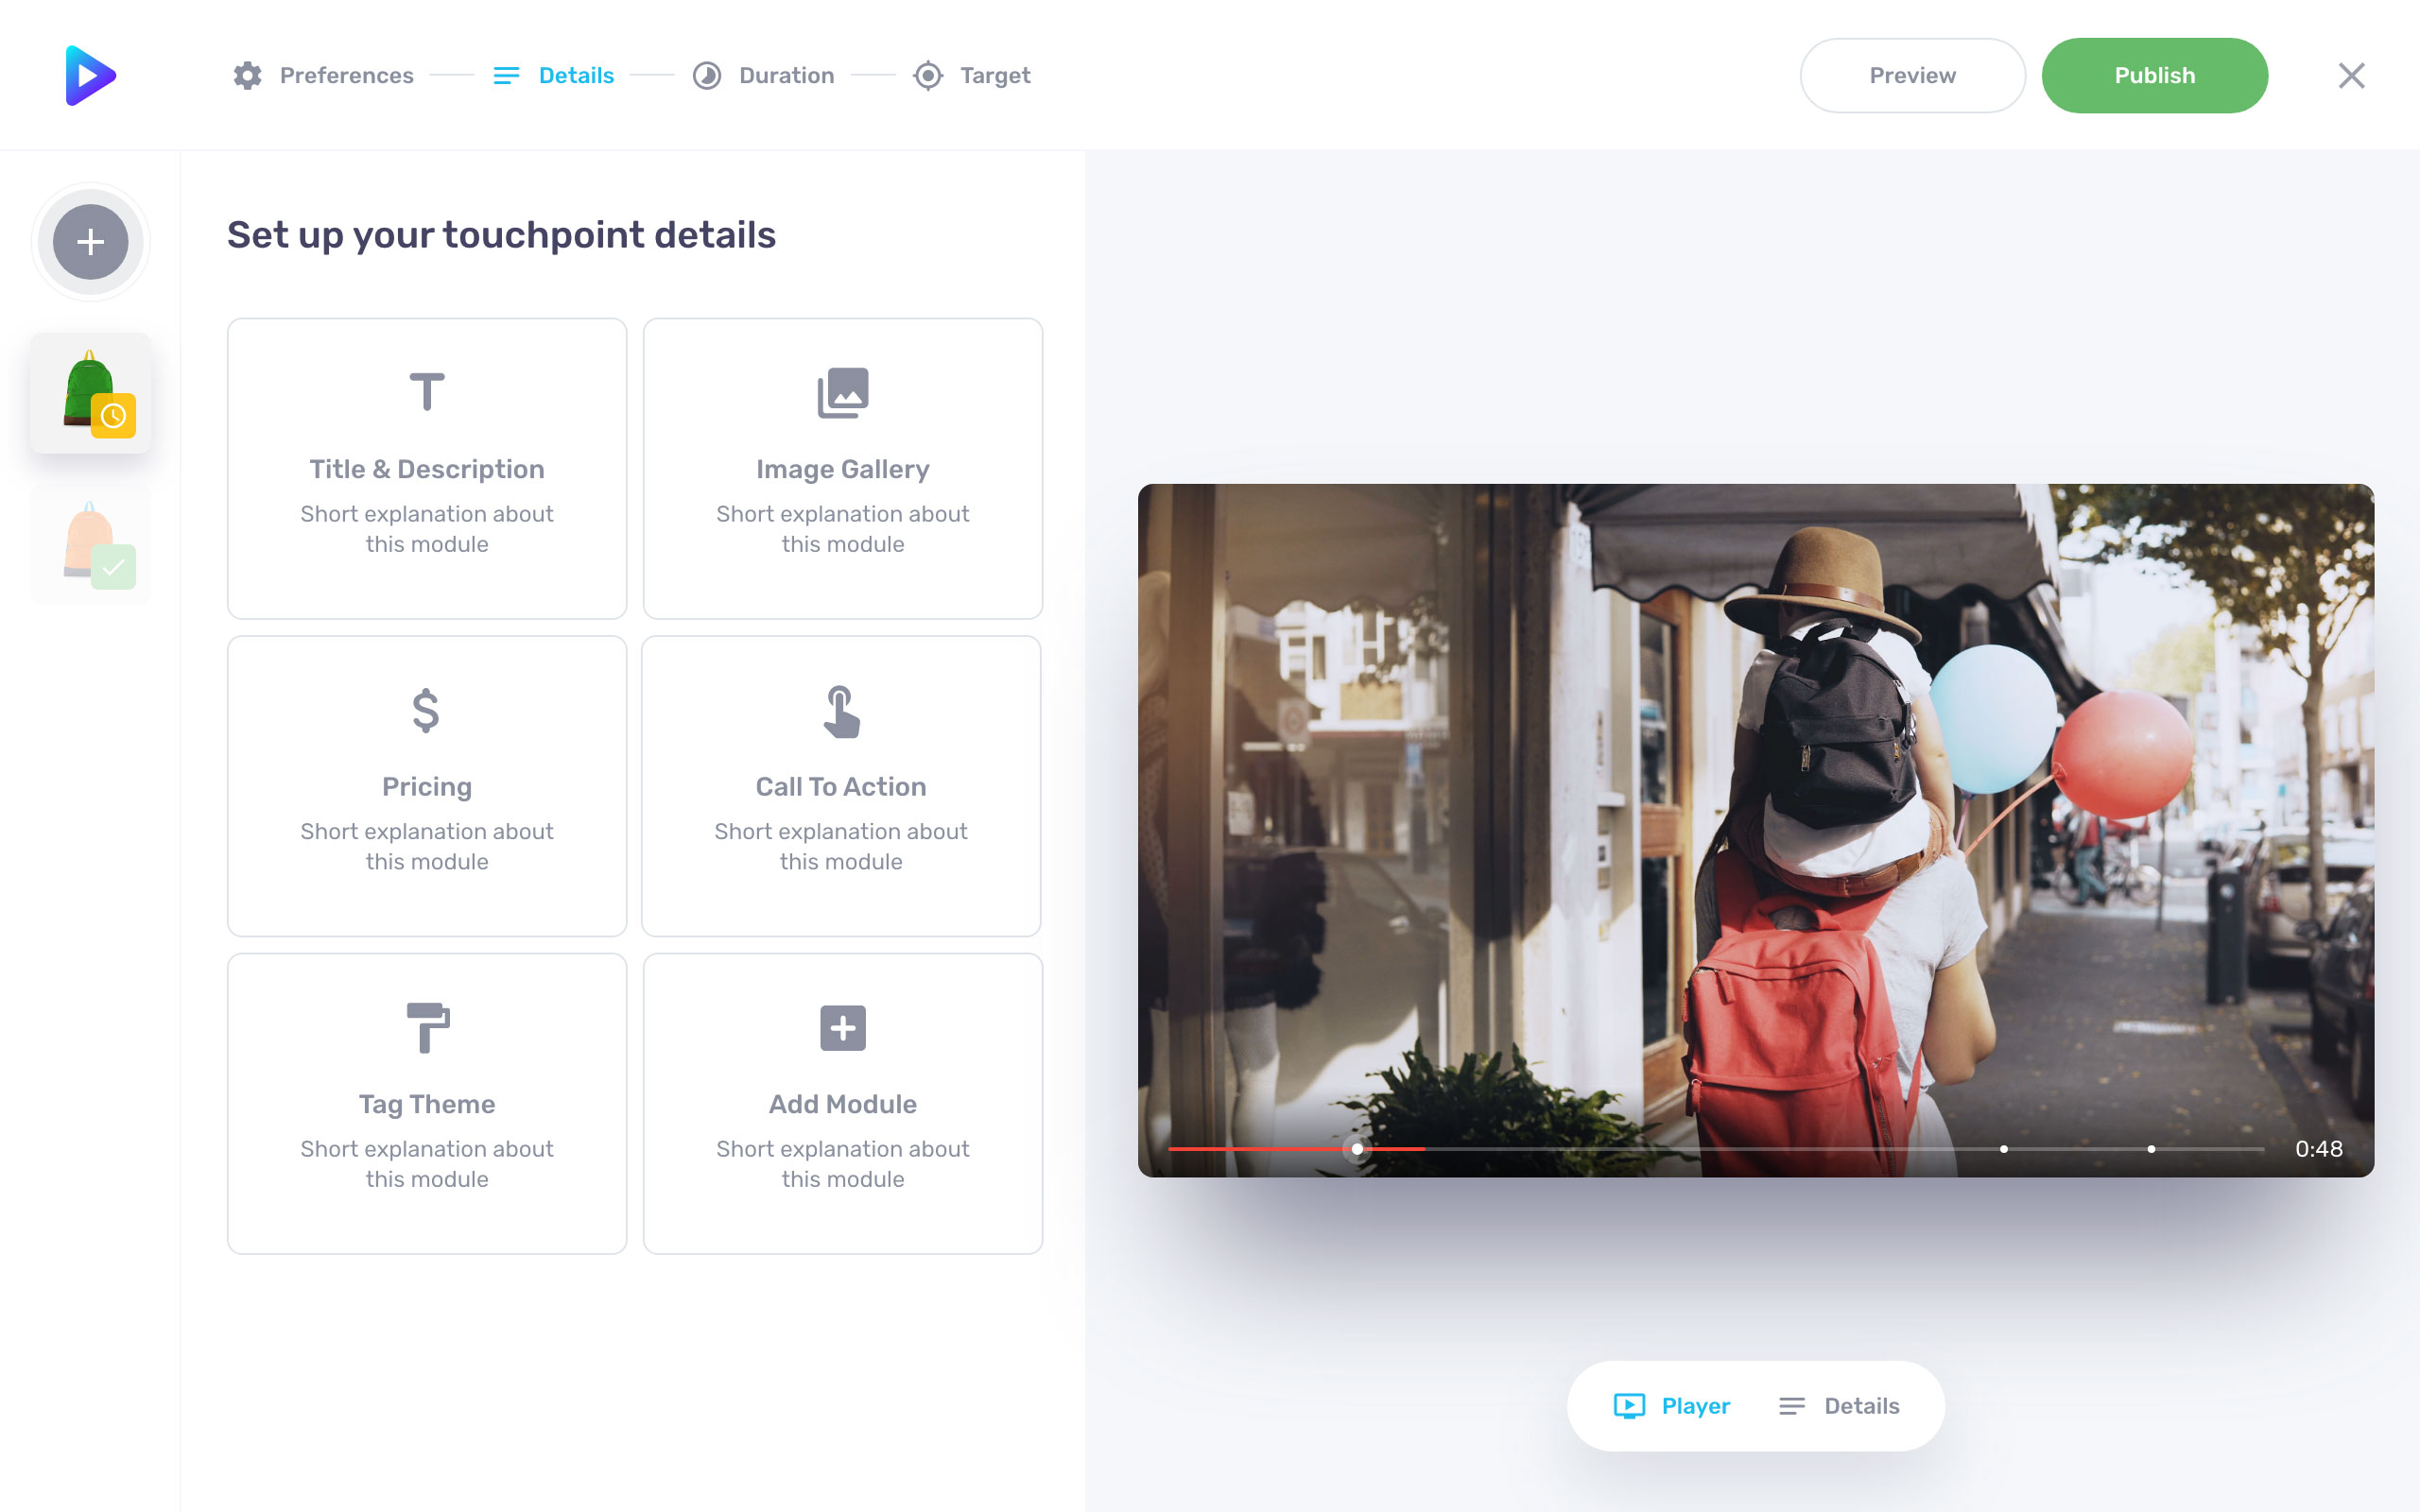 Preferences
Details
Duration
Target
Preview
Publish
Set up your touchpoint details
Title & Description
Short explanation about
this module
Image Gallery
Short explanation about
this module
Pricing
Short explanation about
this module
Call To Action
Short explanation about
this module
Tag Theme
Short explanation about
this module
Add Module
Short explanation about
this module
0:48
Player
Details